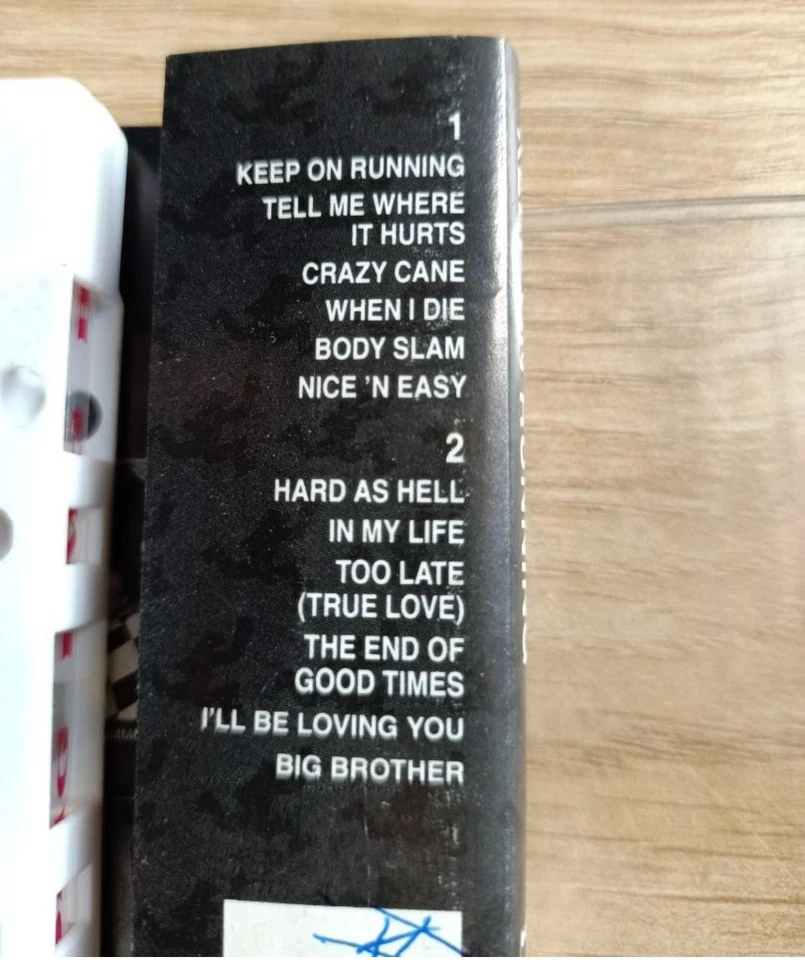 1
KEEP ON RUNNING
TELL ME WHERE
IT HURTS
CRAZY CANE
WHEN I DIE
BODY SLAM
NICE 'N EASY
2
HARD AS HELL
IN MY LIFE
TOO LATE
(TRUE LOVE)
THE END OF
GOOD TIMES
I'LL BE LOVING YOU
BIG BROTHER